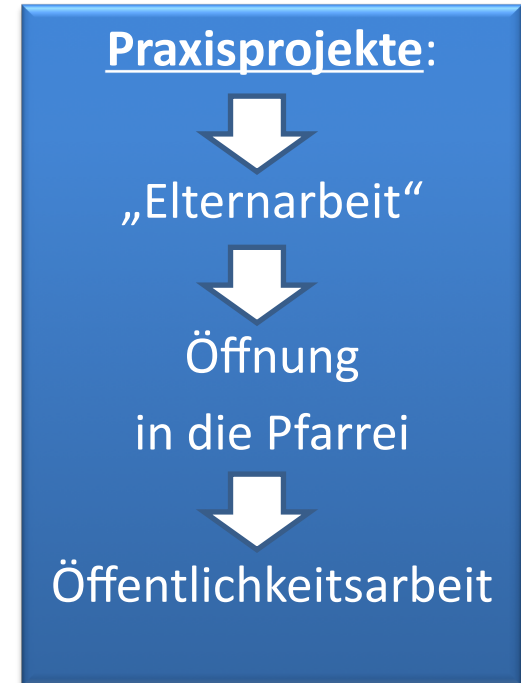 Praxisprojekte:
„Elternarbeit“
Öffnung
in die Pfarrei
Öffentlichkeitsarbeit